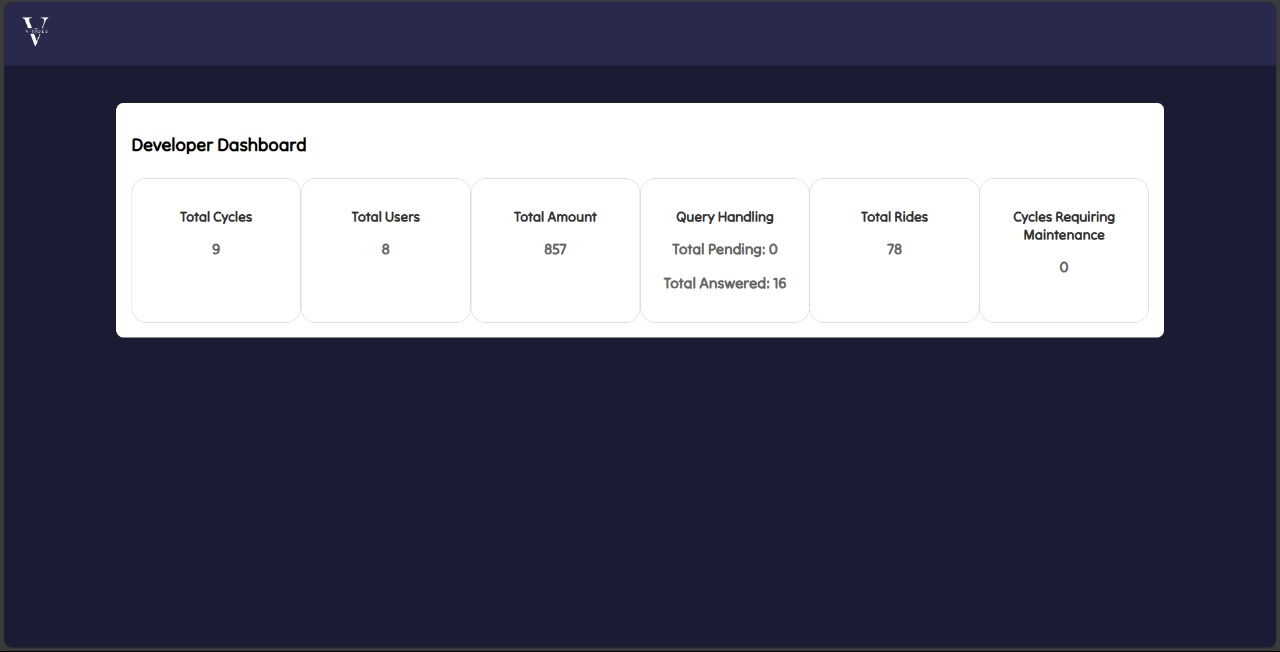 V
Developer Dashboard
Total Cycles
9
Total Users
8
Total Amount
857
Query Handling
Total Pending: 0
Total Answered: 16
Total Rides
78
Cycles Requiring
Maintenance
0